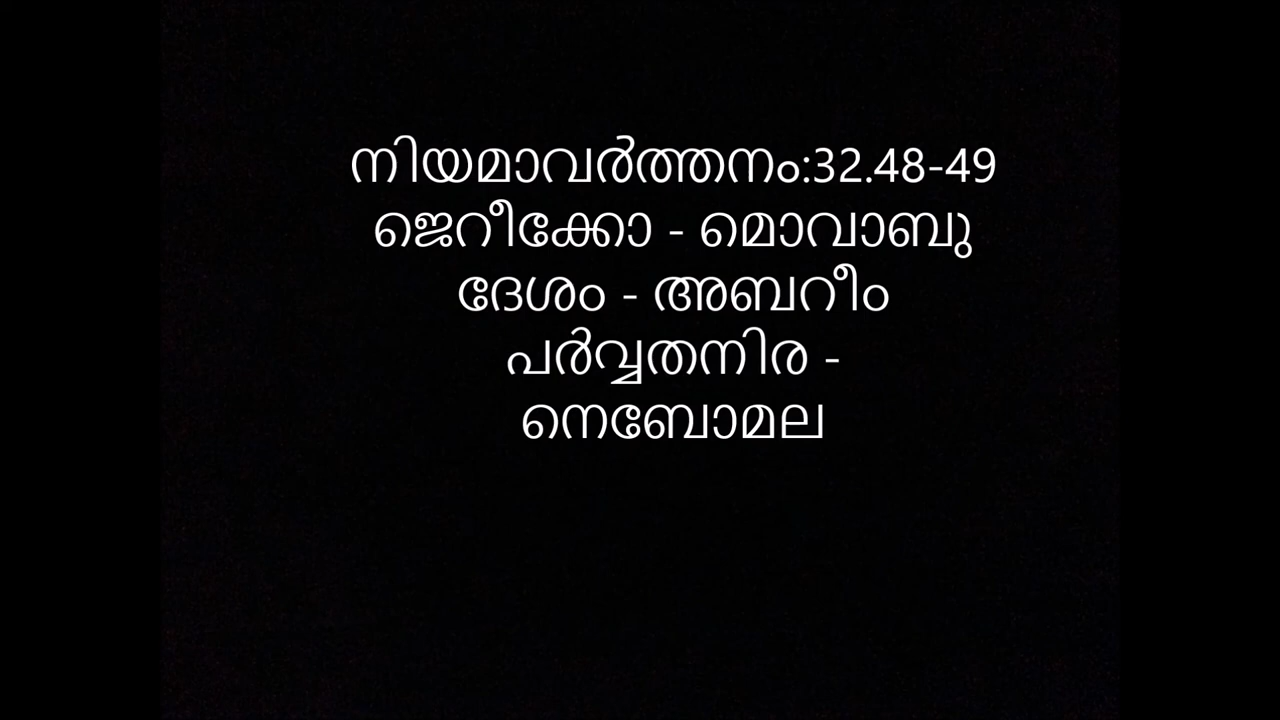 നിയമാവർത്തനം:32.48-49
ജെറീക്കോ - മൊവാബു
ദേശം - അബറീം
പർവ്വതനിര -
നെബോമല